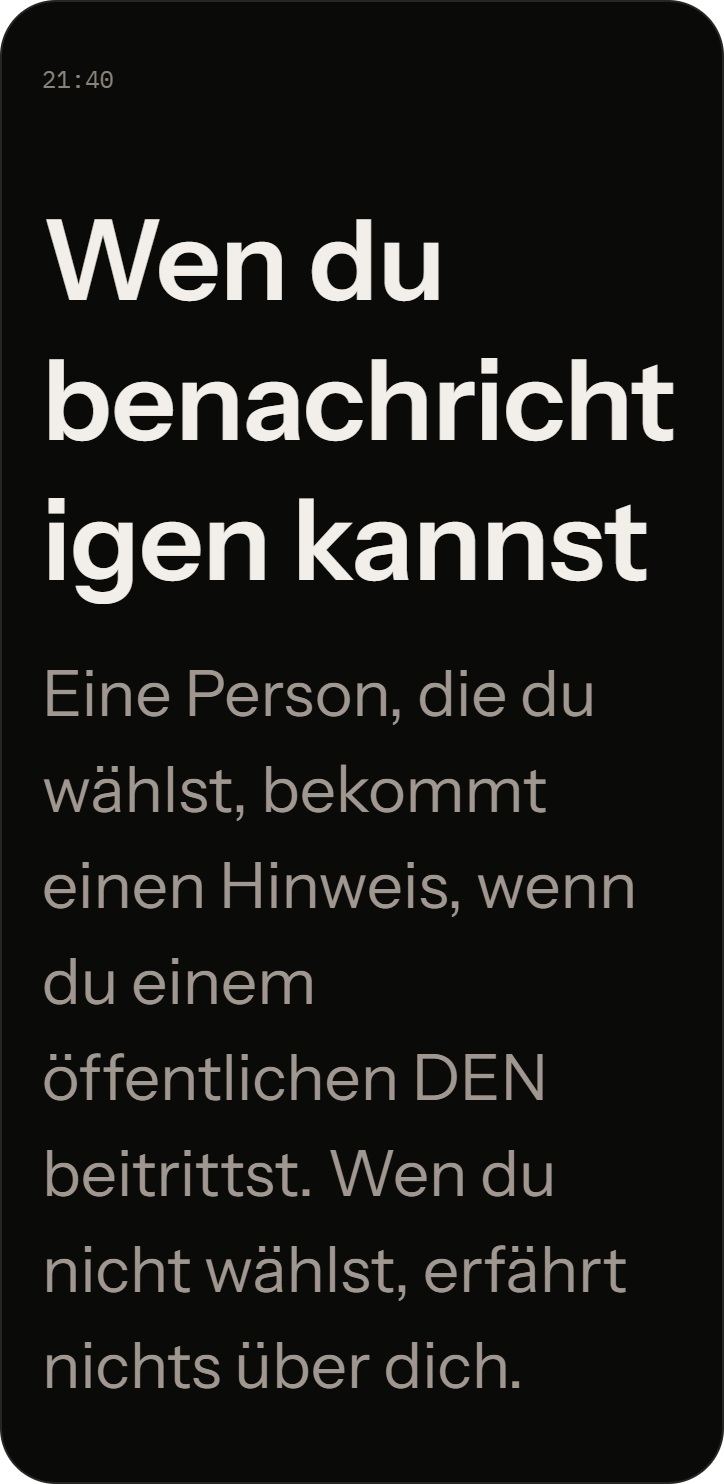 21:40
Wen du
benachricht
igen kannst
Eine Person, die du
wählst, bekommt
einen Hinweis, wenn
du einem
öffentlichen DEN
beitrittst. Wen du
nicht wählst, erfährt
nichts über dich.